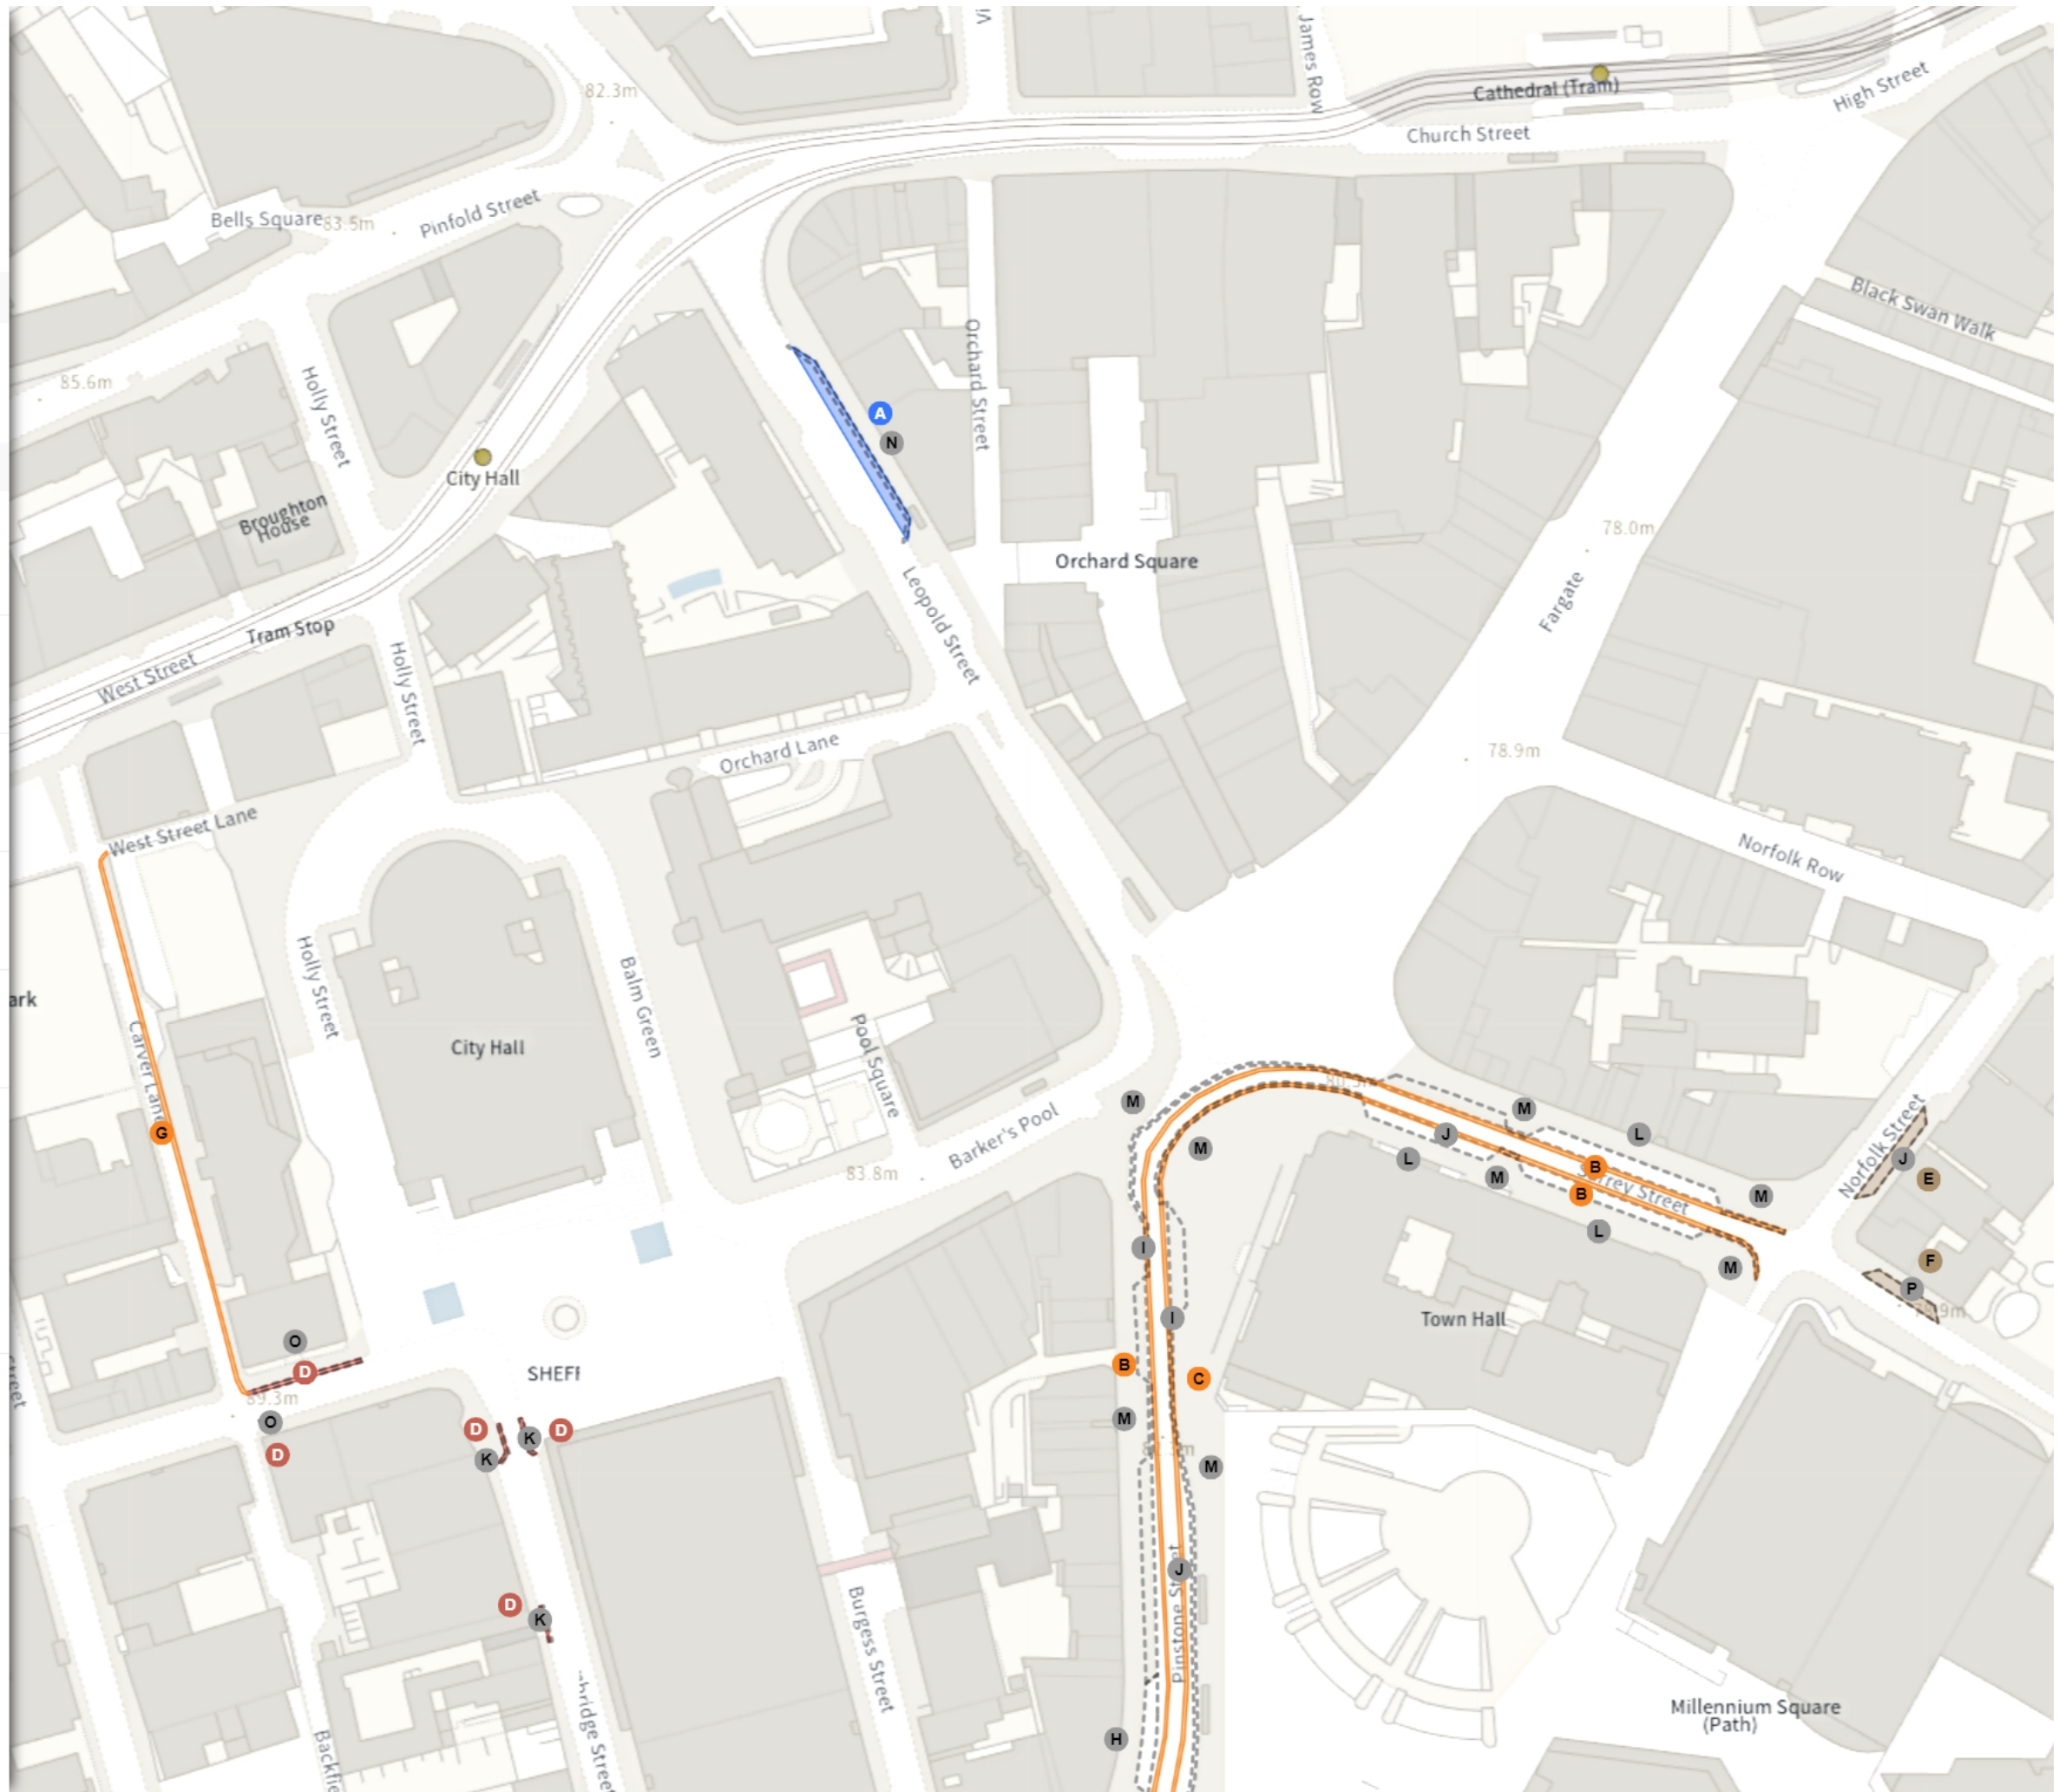 James Row
82.3m
Cathedral (Tram)
High Street
Church Street
Bells Square
83.5m
Pinfold Street
Black Swan Walk
85.6m
Holly Street
Orchard Street
A
N
City Hall
Broughton
House
78.0m
Orchard Square
Fargate
Leopold Street
Tram Stop
West Street
Holly Street
Orchard Lane
78.9m
West Street Lane
Norfolk Row
Holly Street
Balm Green
ark
Carver Lane
City Hall
Pool Square
G
Barker's Pool
83.8m
M
M
M
J
L
L
M
B
B
M
L
M
Norfolk Street
J
E
F
P
I
I
Town Hall
O
D
SHEFF
89.3m
O
D
D
K
K
D
B
C
M
M
D
K
J
Pinstone Street
Burgess Street
H
Millennium Square
(Path)